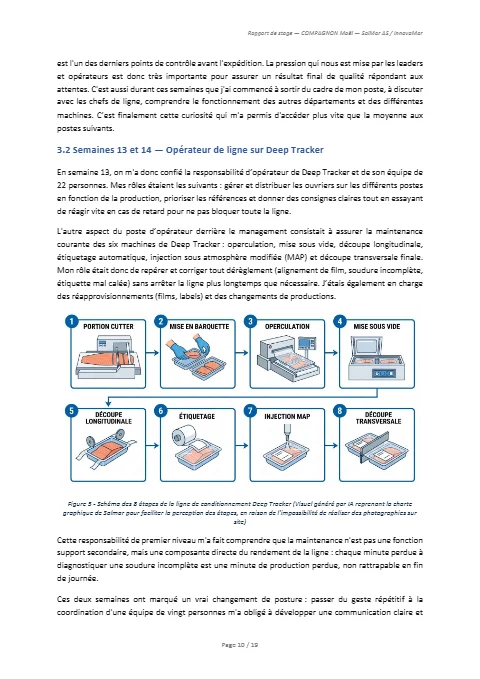 Rapport de stage — COMPAGNON Maël — SalMar AS / InnovaMar
est l'un des derniers points de contrôle avant l'expédition. La pression qui nous est mise par les leaders
et opérateurs est donc très importante pour assurer un résultat final de qualité répondant aux
attentes. C'est aussi durant ces semaines que j'ai commencé à sortir du cadre de mon poste, à discuter
avec les chefs de ligne, comprendre le fonctionnement des autres départements et des différentes
machines. C'est finalement cette curiosité qui m'a permis d'accéder plus vite que la moyenne aux
postes suivants.
3.2 Semaines 13 et 14 — Opérateur de ligne sur Deep Tracker
En semaine 13, on m'a donc confié la responsabilité d'opérateur de Deep Tracker et de son équipe de
22 personnes. Mes rôles étaient les suivants : gérer et distribuer les ouvriers sur les différents postes
en fonction de la production, prioriser les références et donner des consignes claires tout en essayant
de réagir vite en cas de retard pour ne pas bloquer toute la ligne.
L'autre aspect du poste d'opérateur derrière le management consistait à assurer la maintenance
courante des six machines de Deep Tracker : operculation, mise sous vide, découpe longitudinale,
étiquetage automatique, injection sous atmosphère modifiée (MAP) et découpe transversale finale.
Mon rôle était donc de repérer et corriger tout dérèglement (alignement de film, soudure incomplète,
étiquette mal calée) sans arrêter la ligne plus longtemps que nécessaire. J'étais également en charge
des réapprovisionnements (films, labels) et des changements de productions.
1 PORTION CUTTER
2 MISE EN BARQUETTE
3 OPERCULATION
4 MISE SOUS VIDE
5 DÉCOUPE
LONGITUDINALE
6 ÉTIQUETAGE
7 INJECTION MAP
8 DÉCOUPE
TRANSVERSALE
Figure 5 - Schéma des 8 étapes de la ligne de conditionnement Deep Tracker (Visuel généré par IA reprenant la charte
graphique de Salmar pour faciliter la perception des étapes, en raison de l'impossibilité de réaliser des photographies sur
site)
Cette responsabilité de premier niveau m'a fait comprendre que la maintenance n'est pas une fonction
support secondaire, mais une composante directe du rendement de la ligne : chaque minute perdue à
diagnostiquer une soudure incomplète est une minute de production perdue, non rattrapable en fin
de journée.
Ces deux semaines ont marqué un vrai changement de posture : passer du geste répétitif à la
coordination d'une équipe de vingt personnes m'a obligé à développer une communication claire et
Page 10 / 19